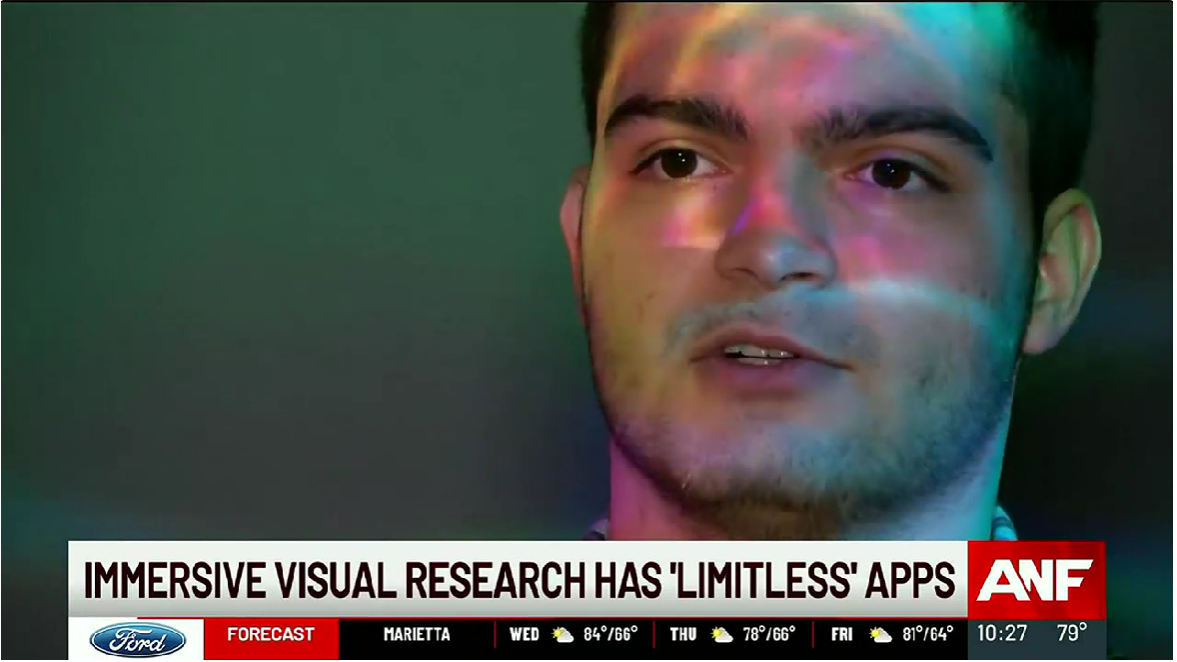 IMMERSIVE VISUAL RESEARCH HAS 'LIMITLESS' APPS
ANF
Ford FORECAST MARIETTA WED 84°/66° THU 78°/66° FRI 81°/64° 10:27 79°